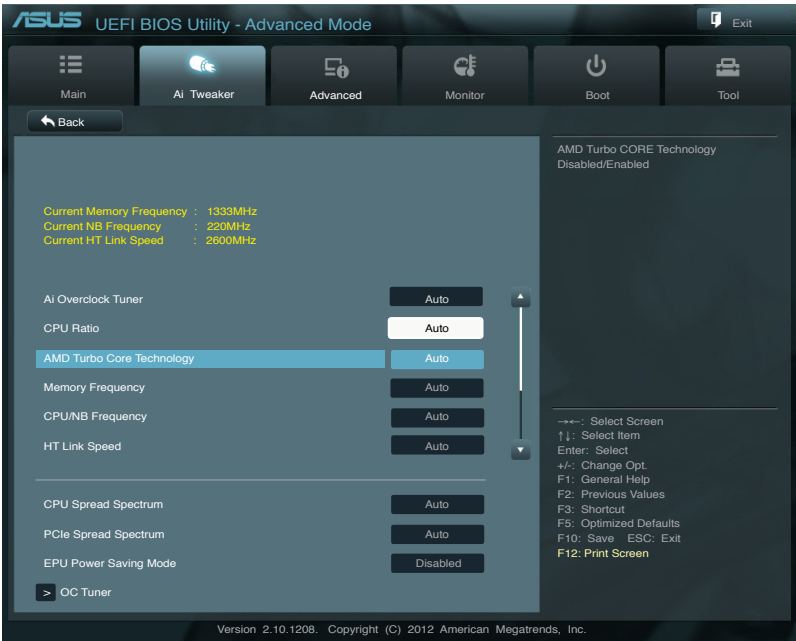 ASUS UEFI BIOS Utility - Advanced Mode
Exit
Main
Ai Tweaker
Advanced
Monitor
Boot
Tool
Back
AMD Turbo CORE Technology
Disabled/Enabled
Current Memory Frequency : 1333MHz
Current NB Frequency : 220MHz
Current HT Link Speed : 2600MHz
Ai Overclock Tuner Auto
CPU Ratio Auto
AMD Turbo Core Technology Auto
Memory Frequency Auto
CPU/NB Frequency Auto
HT Link Speed Auto
CPU Spread Spectrum Auto
PCIe Spread Spectrum Auto
EPU Power Saving Mode Disabled
> OC Tuner
→←: Select Screen
↑↓: Select Item
Enter: Select
+/-: Change Opt.
F1: General Help
F2: Previous Values
F3: Shortcut
F5: Optimized Defaults
F10: Save ESC: Exit
F12: Print Screen
Version 2.10.1208. Copyright (C) 2012 American Megatrends, Inc.